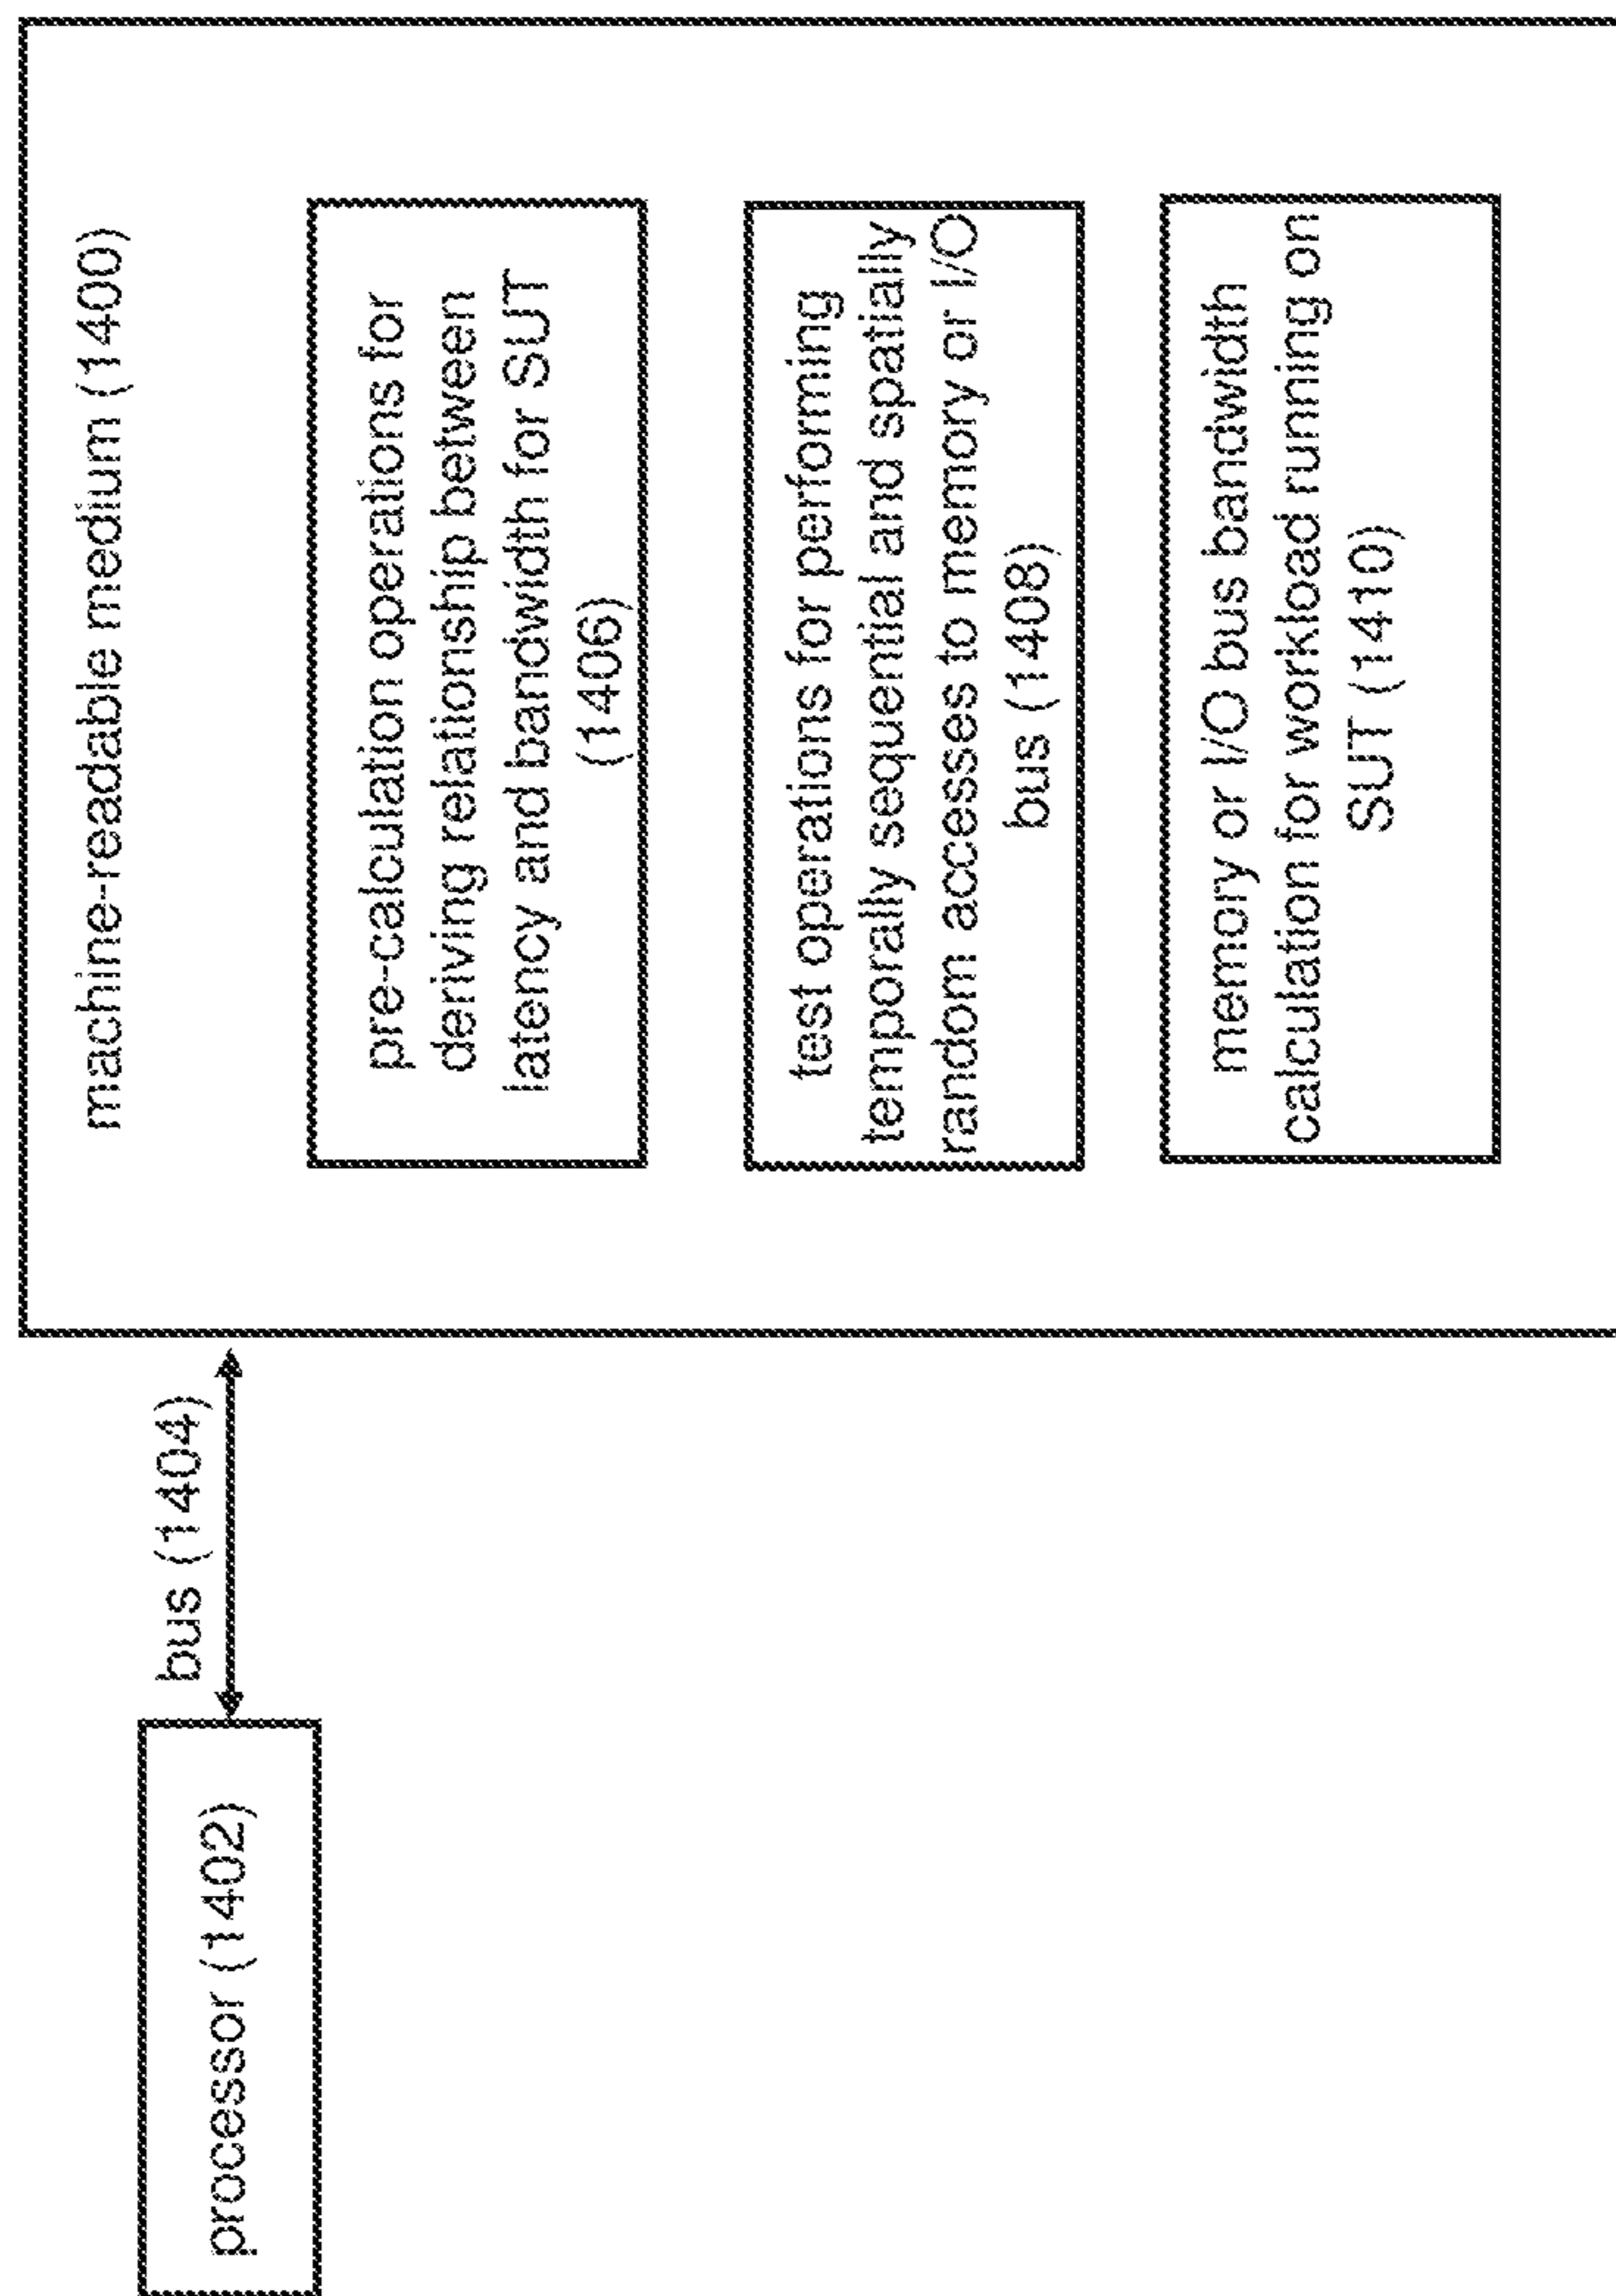 processor (1402)
bus (1404)
machine-readable medium (1400)
pre-calculation operations for
deriving relationship between
latency and bandwidth for SUT
(1406)
test operations for performing
temporally sequential and spatially
random accesses to memory or I/O
bus (1408)
memory or I/O bus bandwidth
calculation for workload running on
SUT (1410)